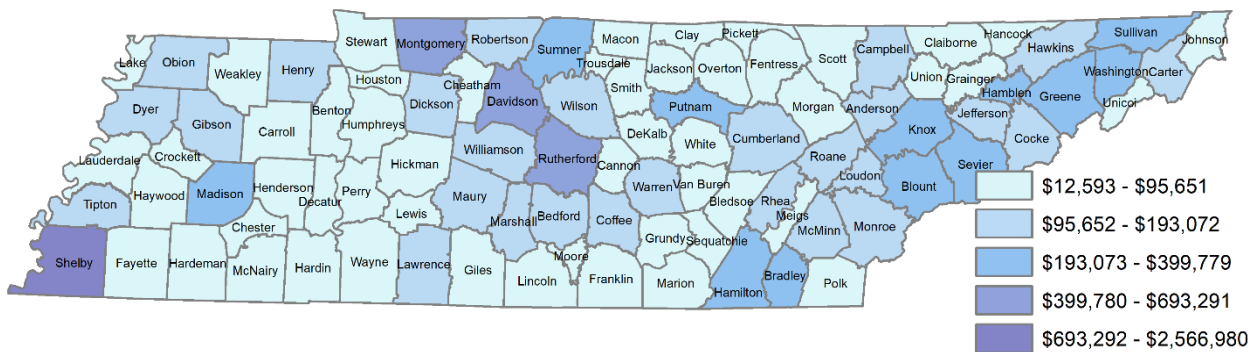 Stewart
Montgomery
Robertson
Sumner
Macon
Clay
Pickett
Scott
Campbell
Claiborne
Hancock
Hawkins
Sullivan
Johnson
Lake
Obion
Weakley
Henry
Houston
Cheatham
Trousdale
Jackson
Overton
Fentress
Union
Grainger
Hamblen
Washington
Carter
Dyer
Gibson
Carroll
Benton
Humphreys
Dickson
Davidson
Wilson
Smith
Putnam
Morgan
Anderson
Knox
Jefferson
Greene
Unicoi
Cocke
Lauderdale
Crockett
Haywood
Madison
Henderson
Decatur
Perry
Hickman
Williamson
Rutherford
Cannon
DeKalb
White
Cumberland
Roane
Loudon
Blount
Sevier
Tipton
Chester
Lewis
Maury
Marshall
Bedford
Coffee
Warren
Van Buren
Bledsoe
Rhea
Meigs
McMinn
Monroe
Shelby
Fayette
Hardeman
McNairy
Hardin
Wayne
Lawrence
Giles
Lincoln
Moore
Franklin
Grundy
Sequatchie
Marion
Hamilton
Bradley
Polk
$12,593 - $95,651
$95,652 - $193,072
$193,073 - $399,779
$399,780 - $693,291
$693,292 - $2,566,980